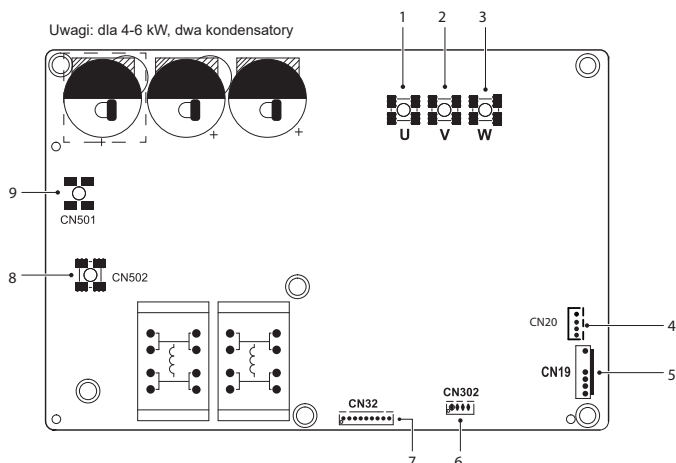 Uwagi: dla 4-6 kW, dwa kondensatory
1 2 3
U V W
9
CN501
8
CN502
CN20
4
CN19
5
CN32
CN302
7 6